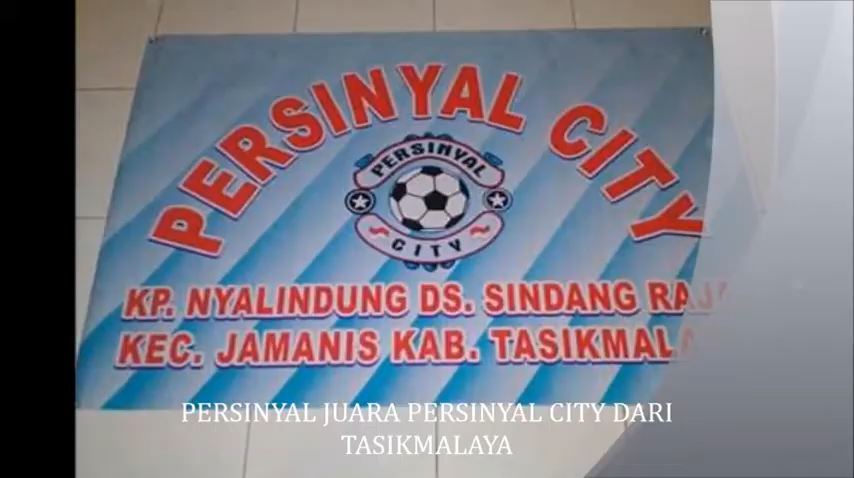 PERSINYAL CITY
PERSINYAL
CITY
KP. NYALINDUNG DS. SINDANG
KEC. JAMANIS KAB.
PERSINYAL JUARA PERSINYAL CITY DARI
TASIKMALAYA